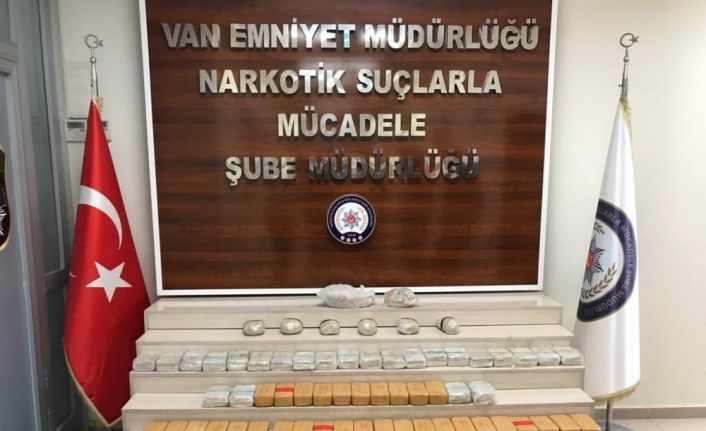 VAN EMNİYET MÜDÜRLÜĞÜ
NARKOTİK SUÇLARLA
MÜCADELE
ŞUBE MÜDÜRLÜĞÜ